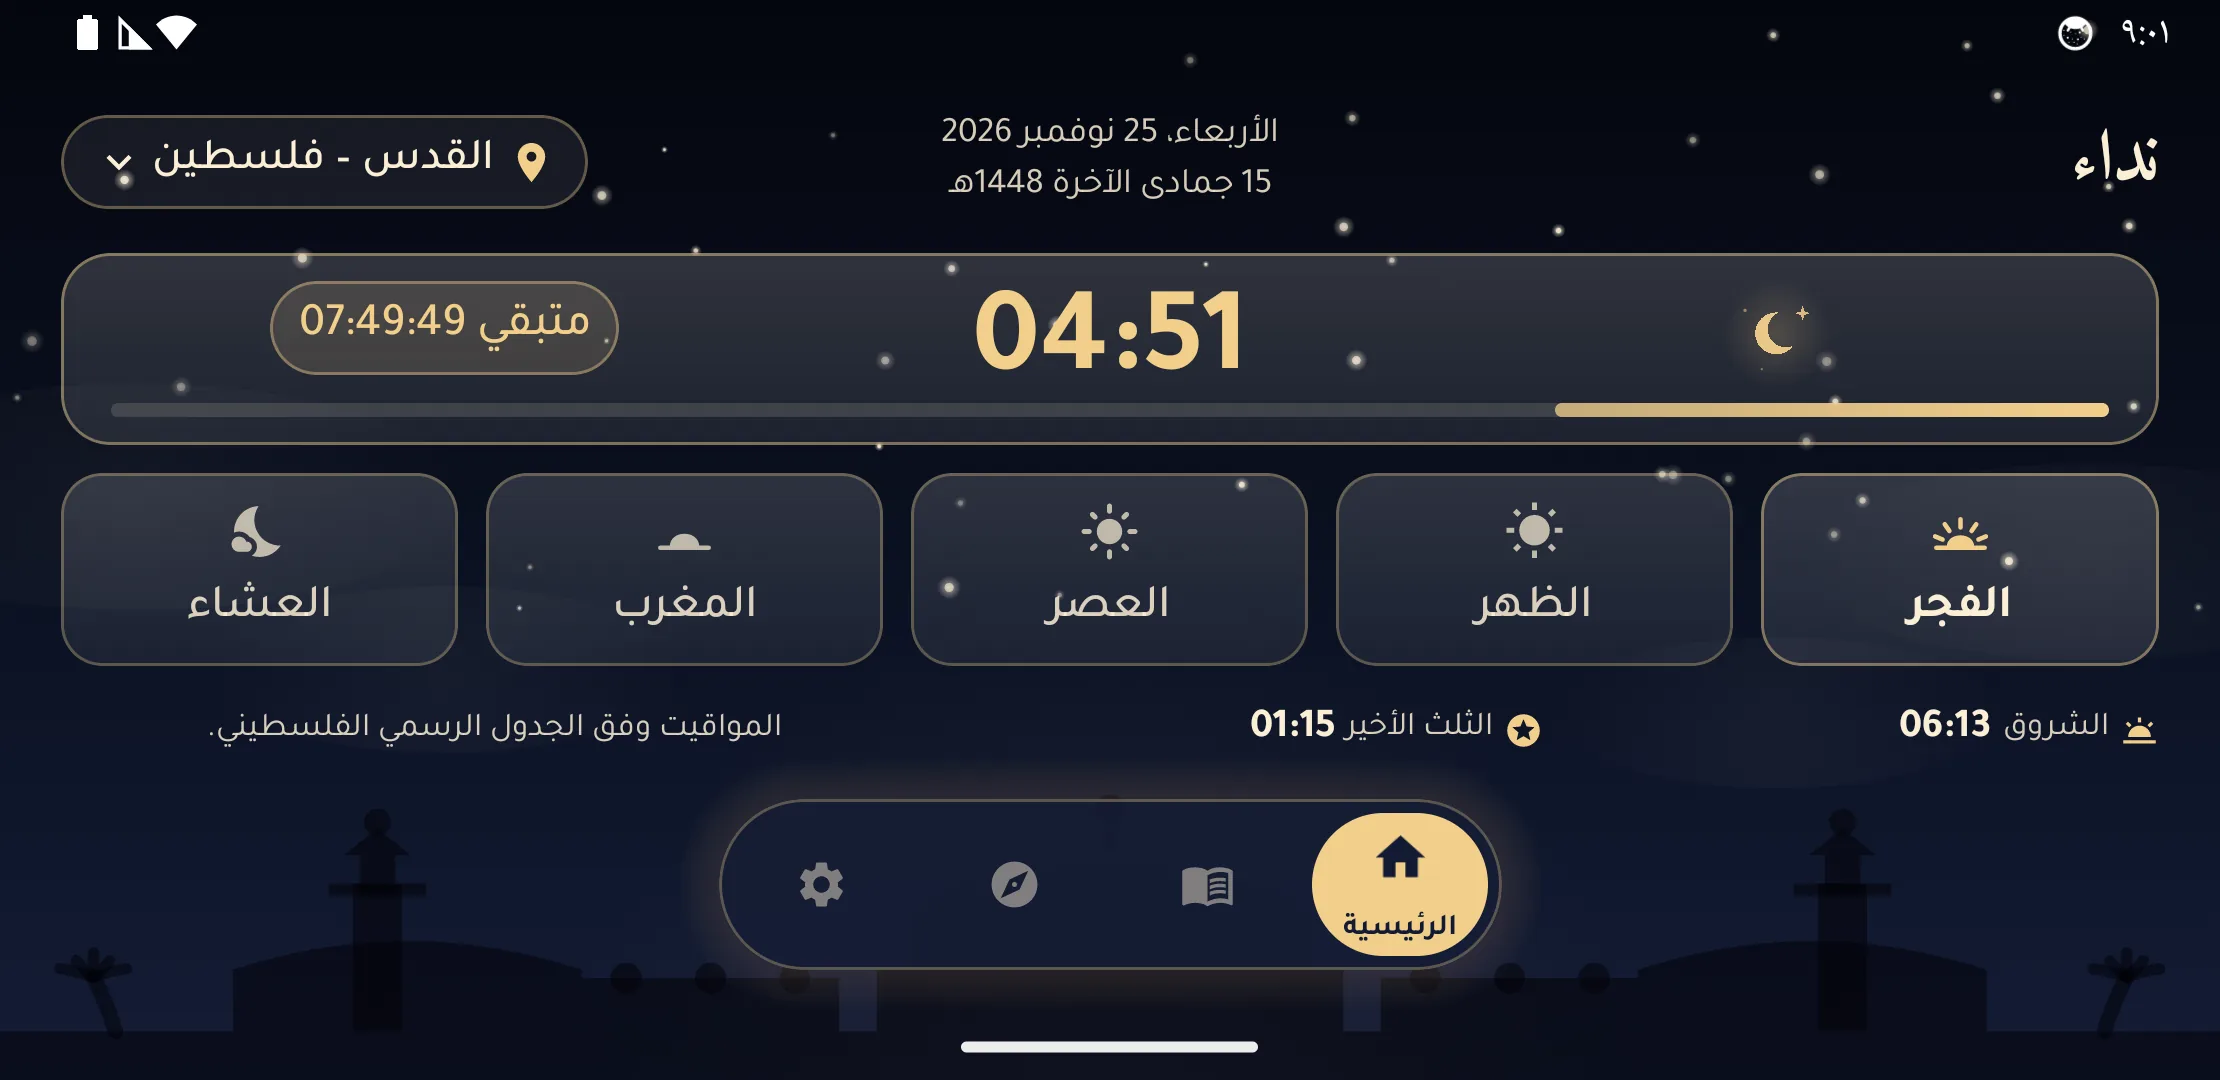 ٩:٠١
نداء
الأربعاء، 25 نوفمبر 2026
15 جمادى الآخرة 1448هـ
القدس - فلسطين
04:51
متبقي 07:49:49
الفجر
الظهر
العصر
المغرب
العشاء
الشروق 06:13
الثلث الأخير 01:15
المواقيت وفق الجدول الرسمي الفلسطيني.
الرئيسية